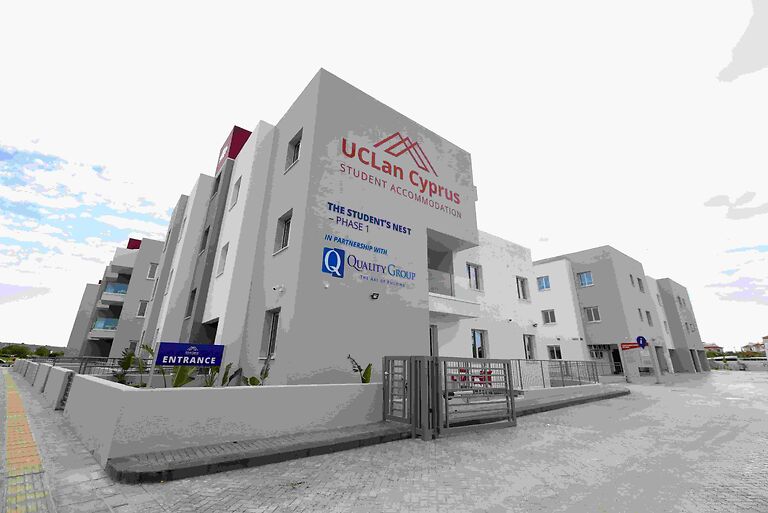 UCLan Cyprus
STUDENT ACCOMMODATION
THE STUDENT'S NEST
– PHASE 1
IN PARTNERSHIP WITH
Q QUALITY GROUP
THE ART OF BUILDING
ENTRANCE